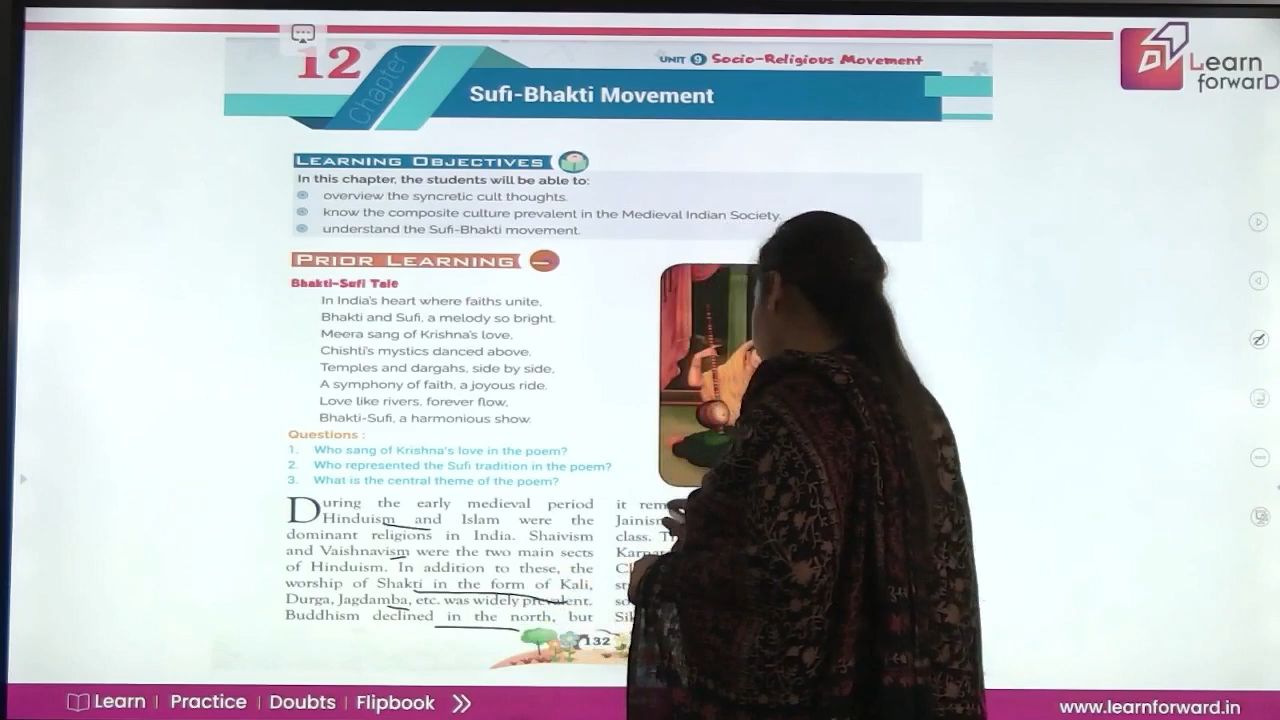 12
Chapter
UNIT 9 Socio-Religious Movement
Sufi-Bhakti Movement
Learn
forwarD
LEARNING OBJECTIVES
In this chapter, the students will be able to:
overview the syncretic cult thoughts.
know the composite culture prevalent in the Medieval Indian Society.
understand the Sufi-Bhakti movement.
PRIOR LEARNING
Bhakti-Sufi Tale
In India's heart where faiths unite,
Bhakti and Sufi, a melody so bright.
Meera sang of Krishna's love,
Chishti's mystics danced above.
Temples and dargahs, side by side,
A symphony of faith, a joyous ride.
Love like rivers, forever flow,
Bhakti-Sufi, a harmonious show.
Questions :
1. Who sang of Krishna's love in the poem?
2. Who represented the Sufi tradition in the poem?
3. What is the central theme of the poem?
During the early medieval period
Hinduism and Islam were the
dominant religions in India. Shaivism
and Vaishnavism were the two main sects
of Hinduism. In addition to these, the
worship of Shakti in the form of Kali,
Durga, Jagdamba, etc. was widely prevalent.
Buddhism declined in the north, but
it rem
Jainis
class. T
Karna
132
Learn | Practice | Doubts | Flipbook
www.learnforward.in